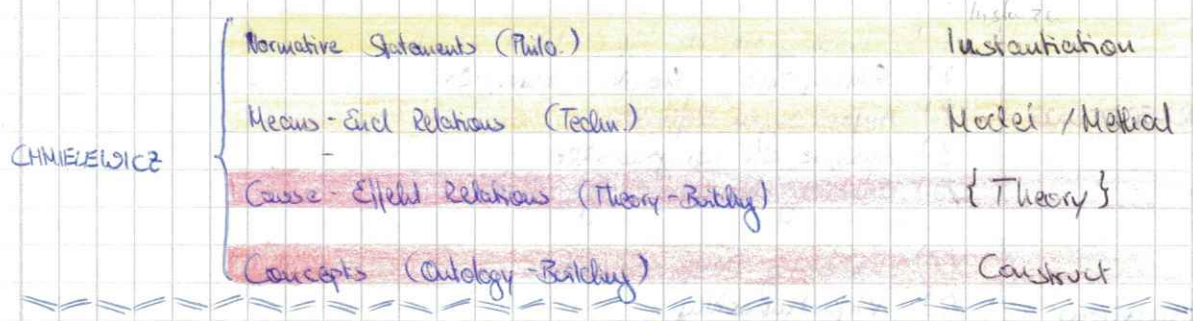 Normative Statements (Philo.) Instantiation
Means-End Relations (Techn.) Model / Method
CHMIELEWICZ
Cause-Effekt Relations (Theory-Building) { Theory }
Concepts (Ontology-Building) Construct